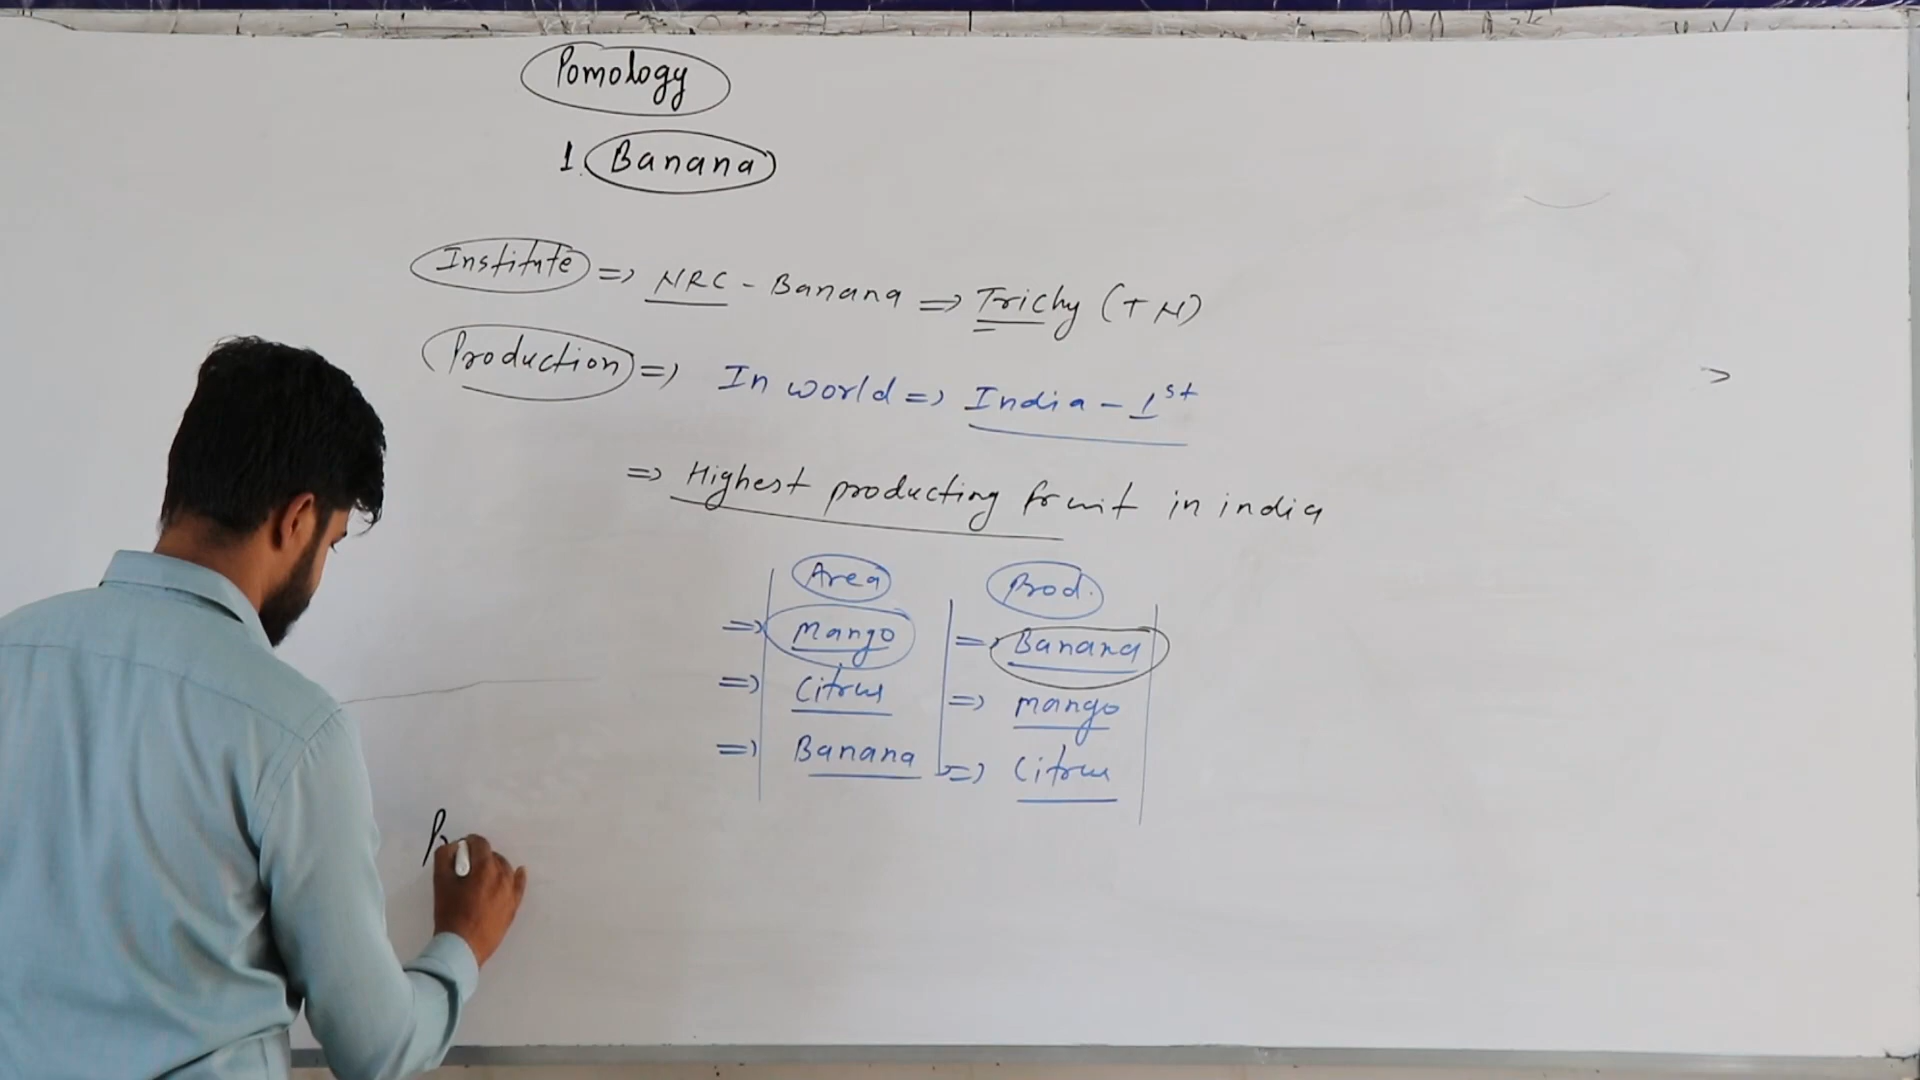 Pomology
1. Banana
Institute => NRC - Banana => Trichy (TN)
Production => In world => India - 1st
=> Highest producting fruit in india
Area Prod.
=> Mango => Banana
=> Citrus => Mango
=> Banana => Citrus
Pr